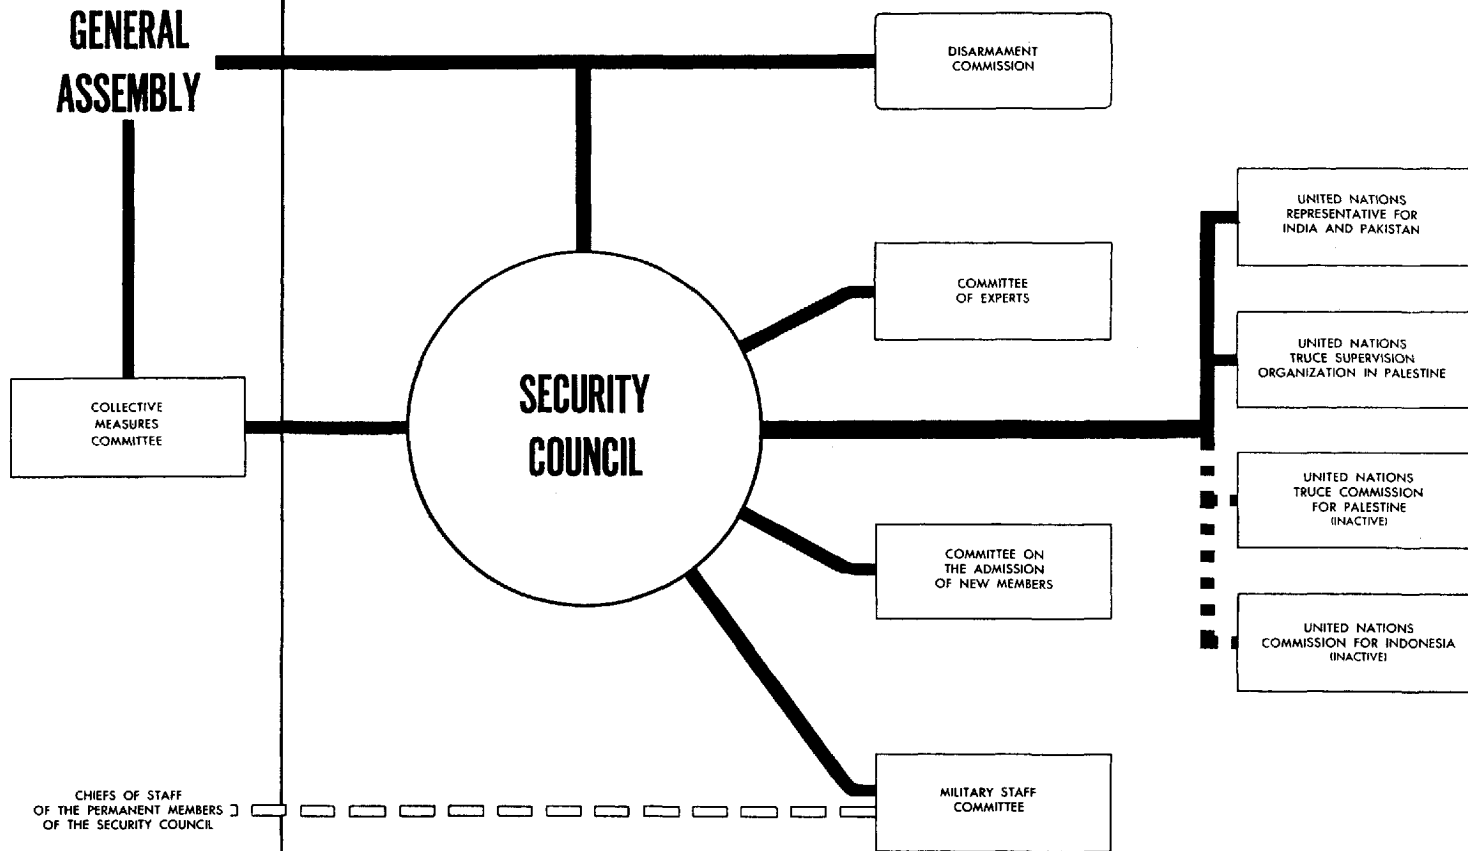 GENERAL
ASSEMBLY
DISARMAMENT
COMMISSION
UNITED NATIONS
REPRESENTATIVE FOR
INDIA AND PAKISTAN
COMMITTEE
OF EXPERTS
UNITED NATIONS
TRUCE SUPERVISION
ORGANIZATION IN PALESTINE
COLLECTIVE
MEASURES
COMMITTEE
SECURITY
COUNCIL
UNITED NATIONS
TRUCE COMMISSION
FOR PALESTINE
(INACTIVE)
COMMITTEE ON
THE ADMISSION
OF NEW MEMBERS
UNITED NATIONS
COMMISSION FOR INDONESIA
(INACTIVE)
MILITARY STAFF
COMMITTEE
CHIEFS OF STAFF
OF THE PERMANENT MEMBERS
OF THE SECURITY COUNCIL